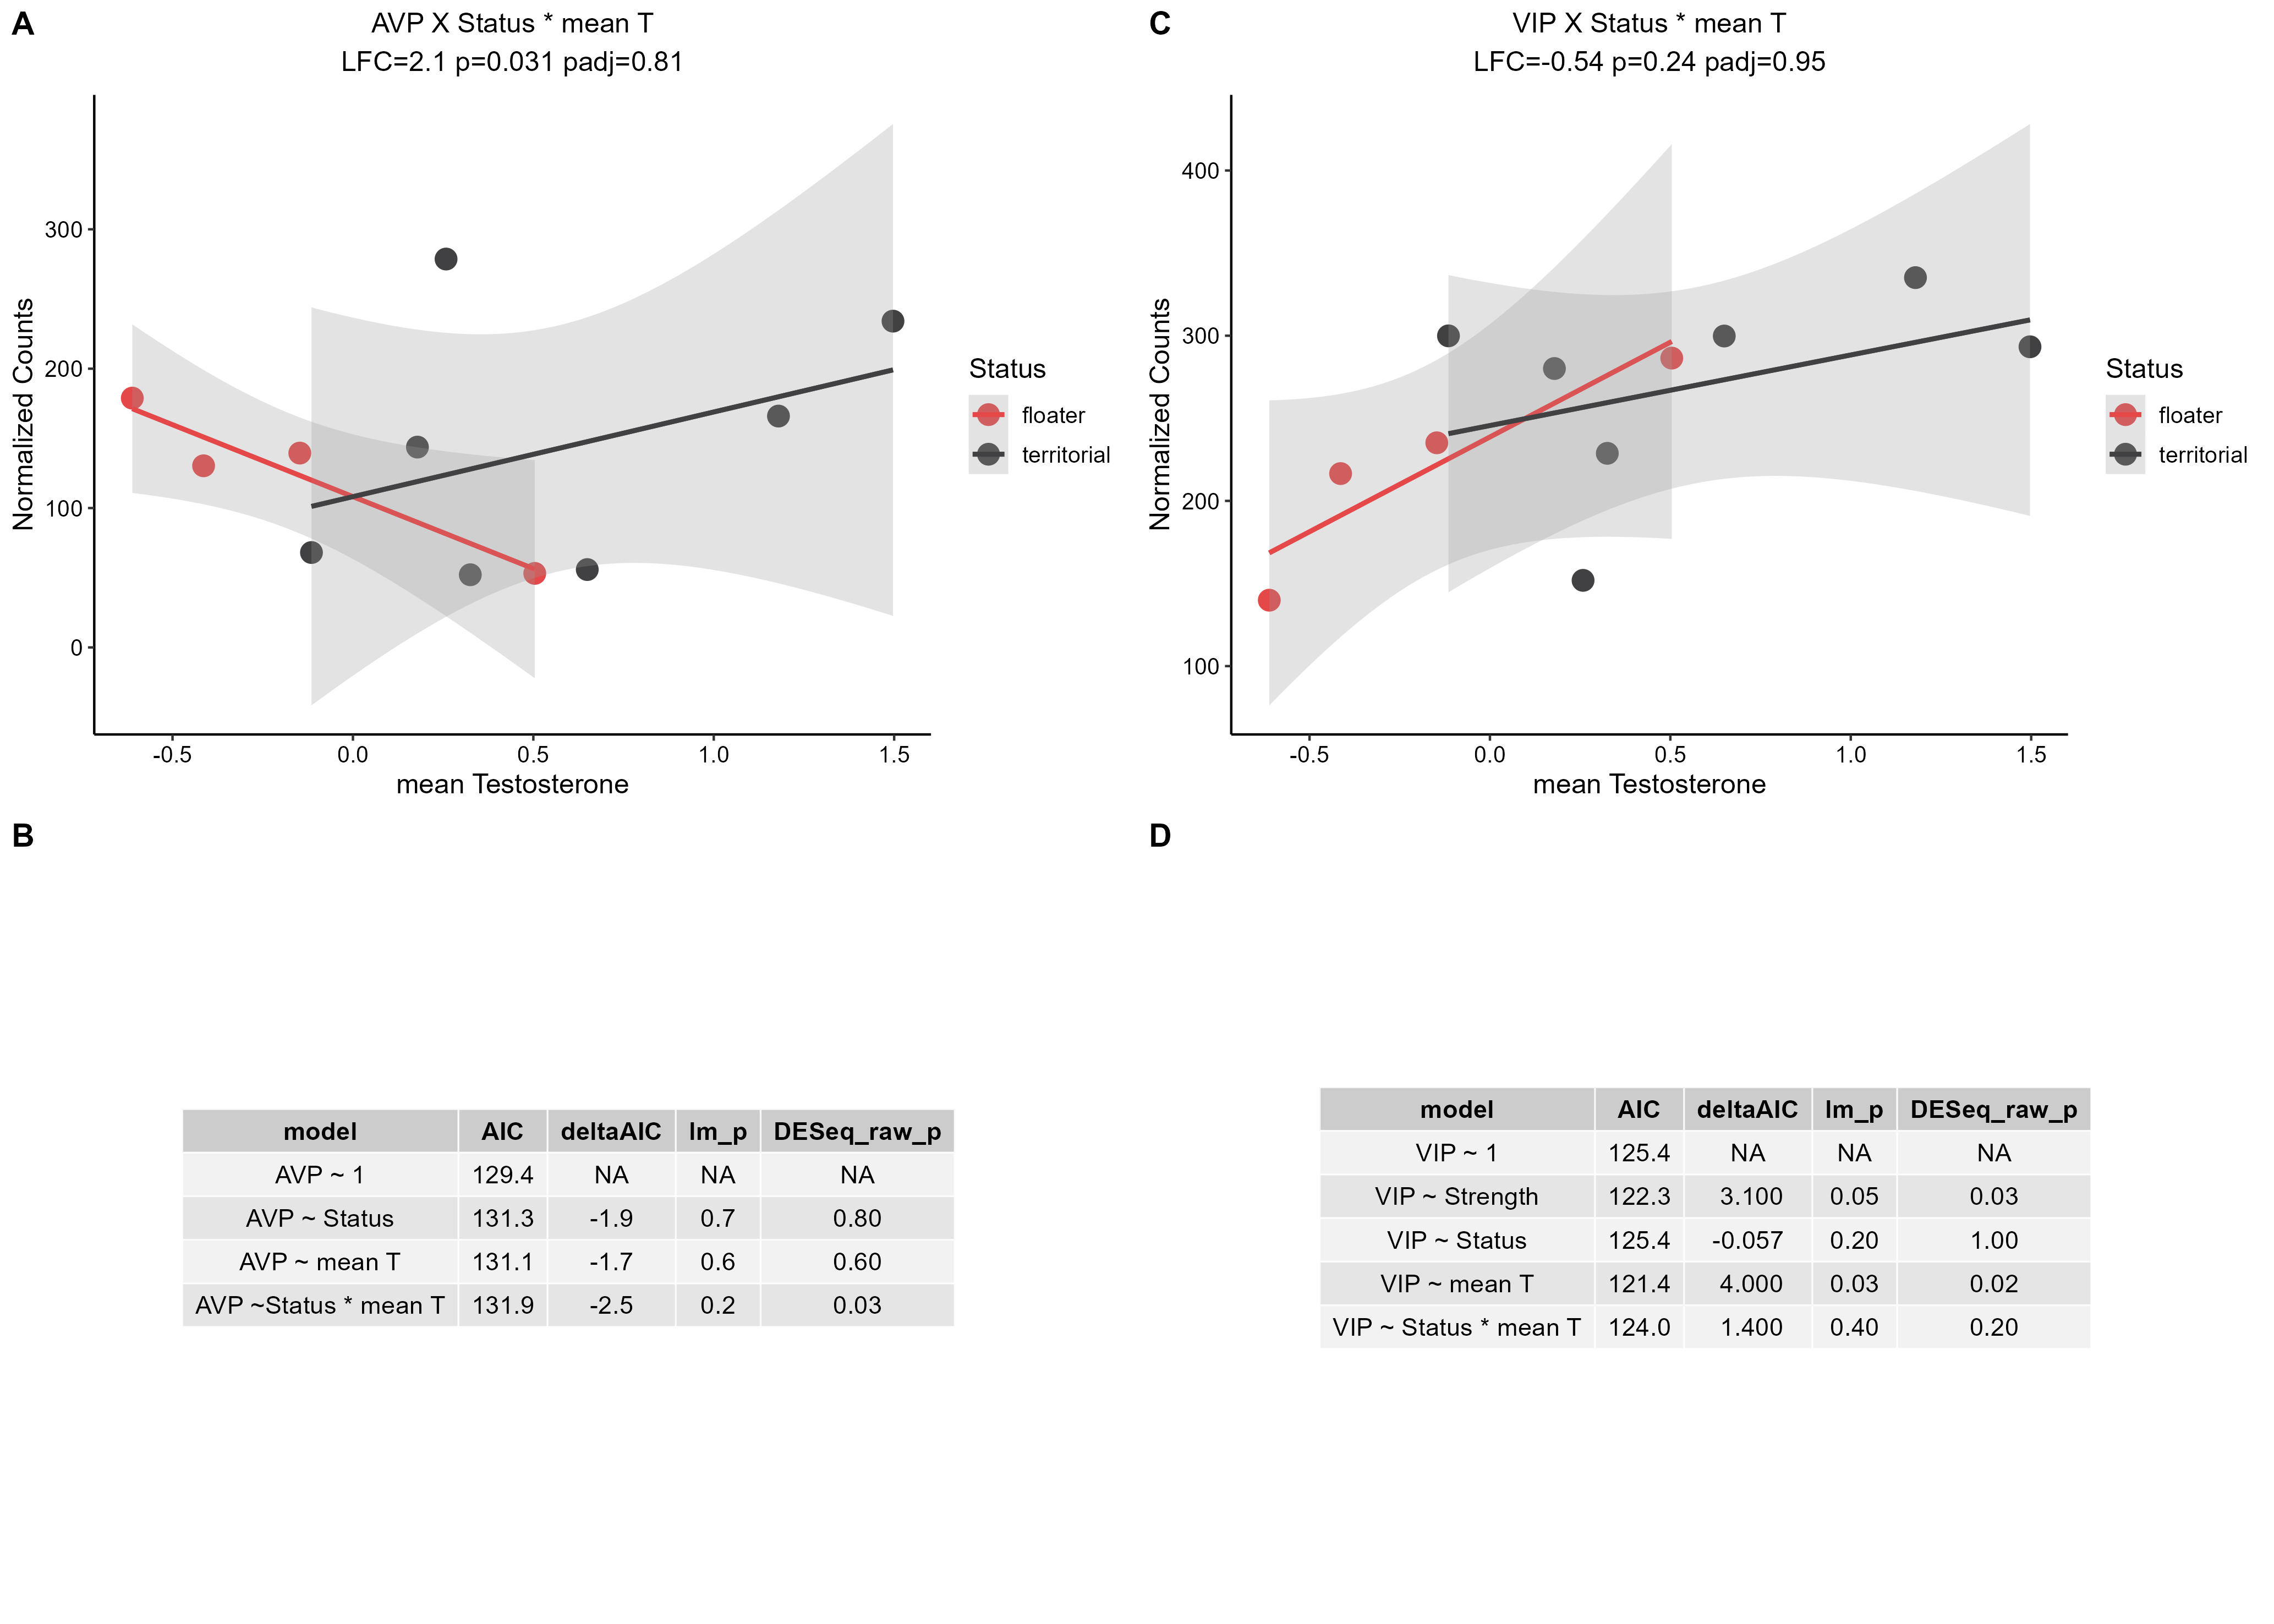 A
AVP X Status * mean T
LFC=2.1 p=0.031 padj=0.81
Normalized Counts
300
200
100
0
-0.5 0.0 0.5 1.0 1.5
mean Testosterone
Status
floater
territorial
C
VIP X Status * mean T
LFC=-0.54 p=0.24 padj=0.95
Normalized Counts
400
300
200
100
-0.5 0.0 0.5 1.0 1.5
mean Testosterone
Status
floater
territorial
B
model AIC deltaAIC lm_p DESeq_raw_p
AVP ~ 1 129.4 NA NA NA
AVP ~ Status 131.3 -1.9 0.7 0.80
AVP ~ mean T 131.1 -1.7 0.6 0.60
AVP ~Status * mean T 131.9 -2.5 0.2 0.03
D
model AIC deltaAIC lm_p DESeq_raw_p
VIP ~ 1 125.4 NA NA NA
VIP ~ Strength 122.3 3.100 0.05 0.03
VIP ~ Status 125.4 -0.057 0.20 1.00
VIP ~ mean T 121.4 4.000 0.03 0.02
VIP ~ Status * mean T 124.0 1.400 0.40 0.20